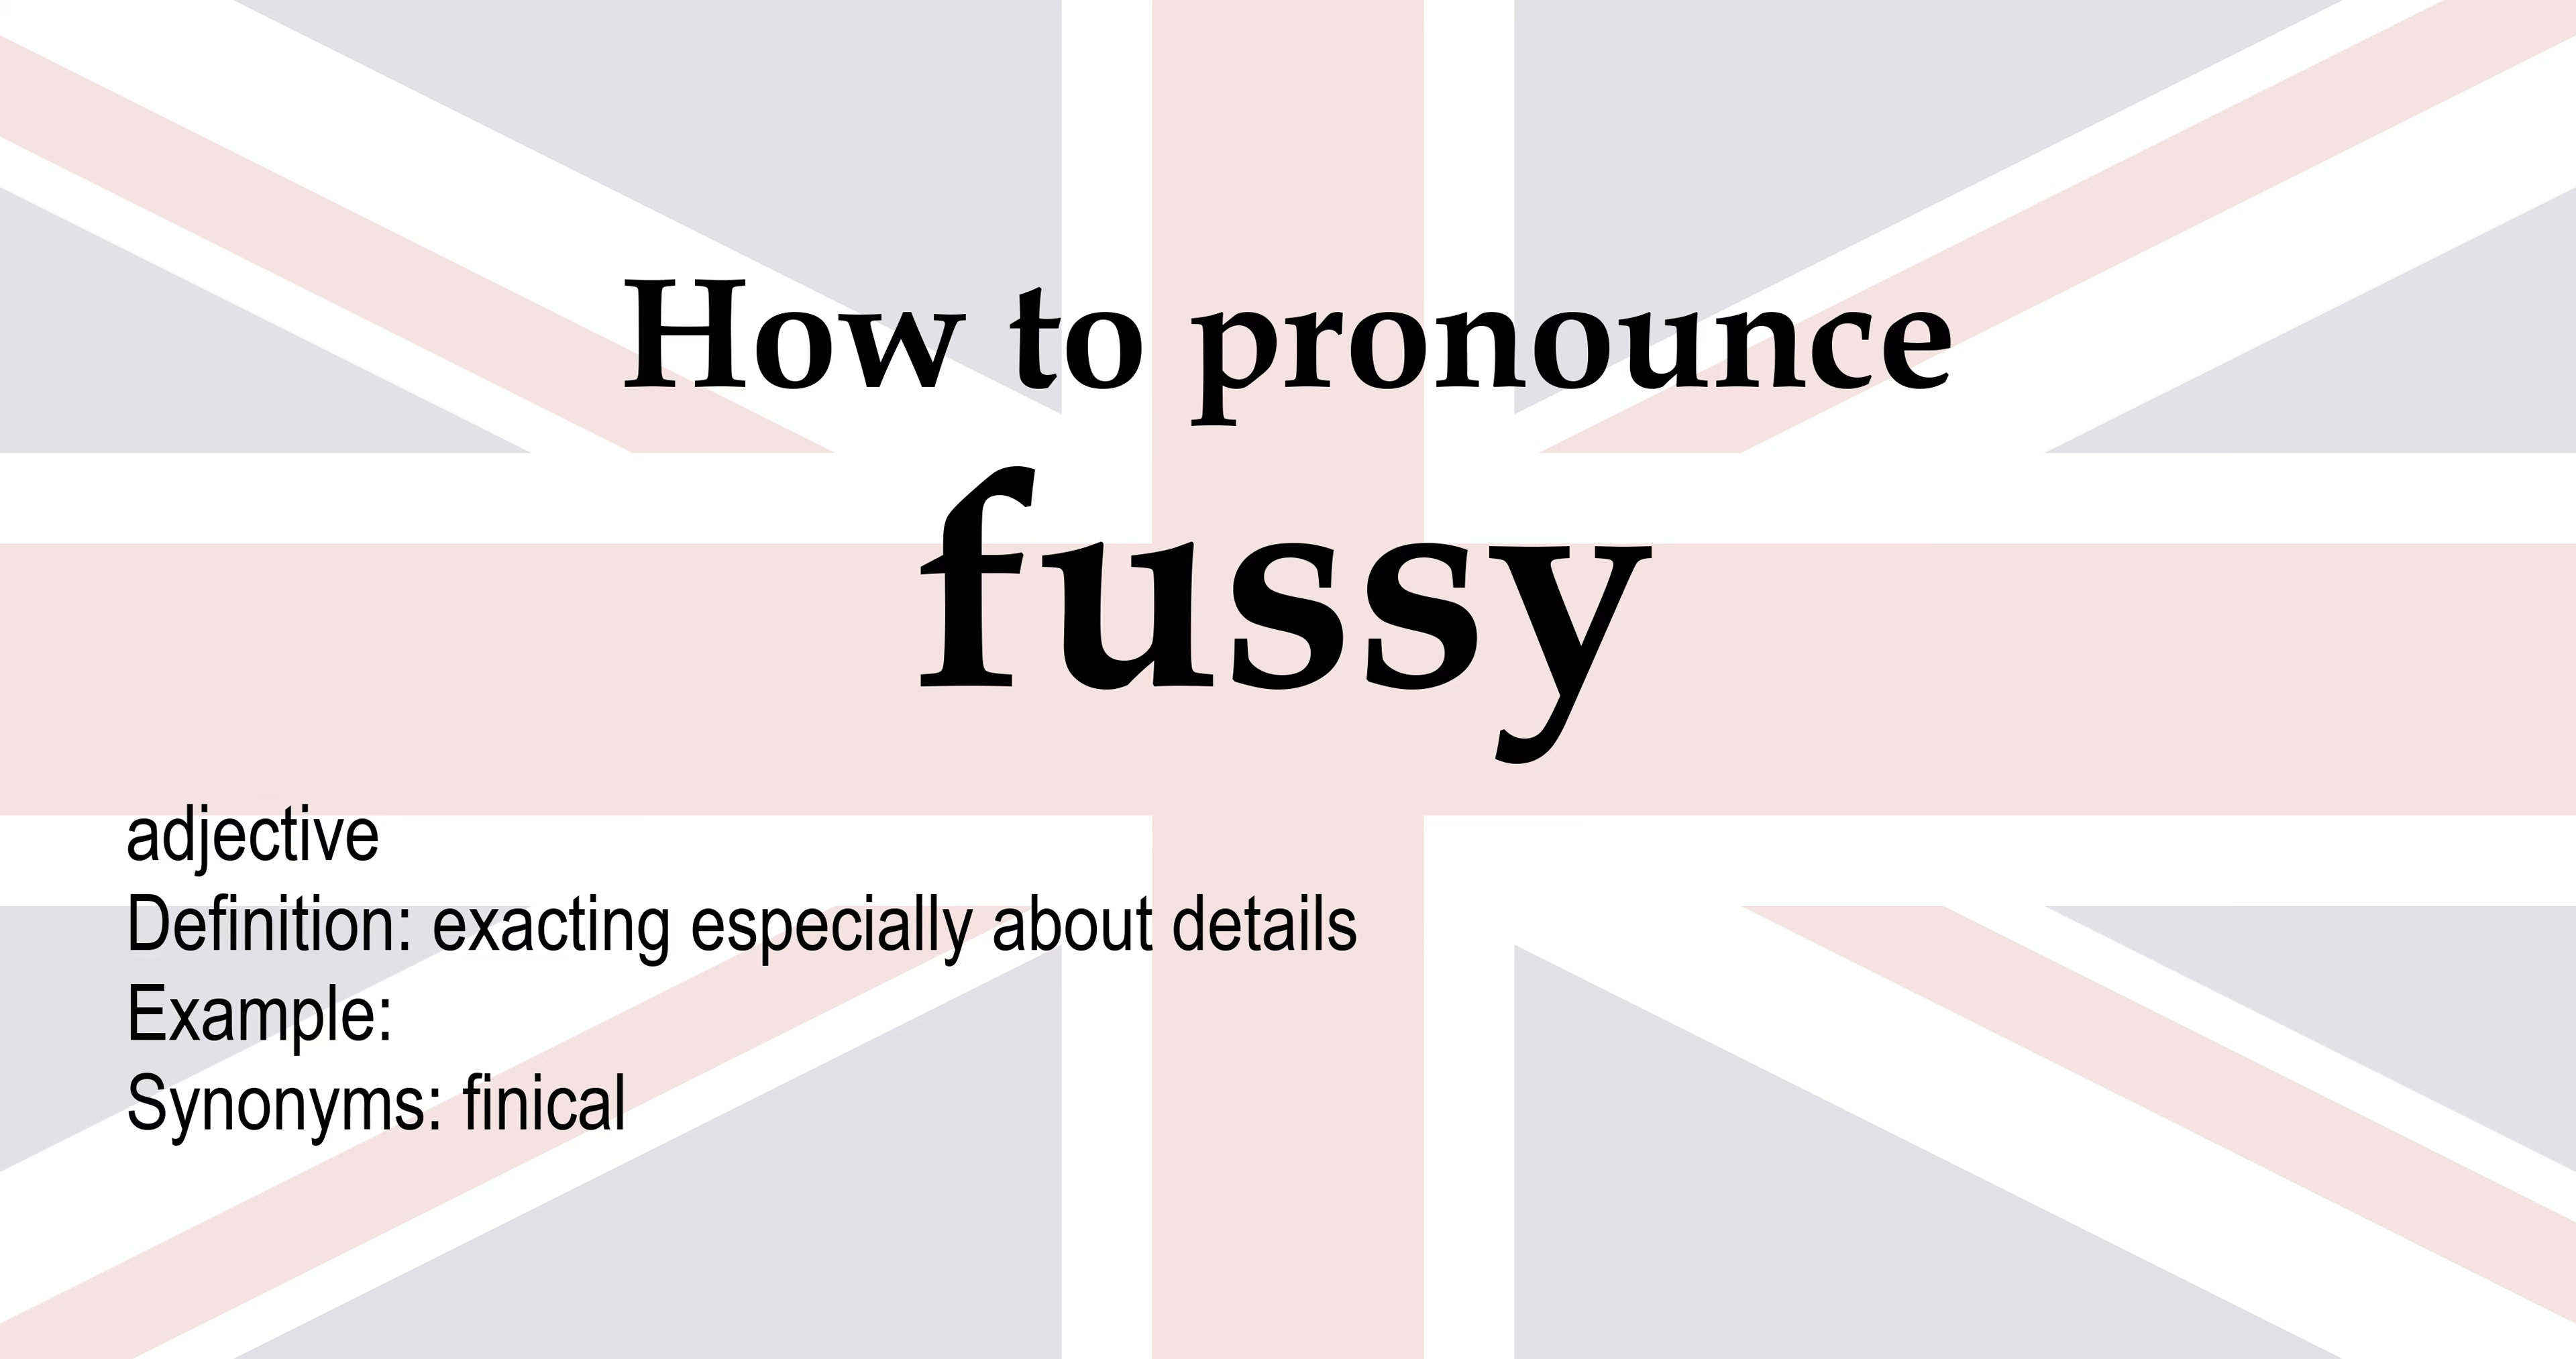 How to pronounce
fussy
adjective
Definition: exacting especially about details
Example:
Synonyms: finical